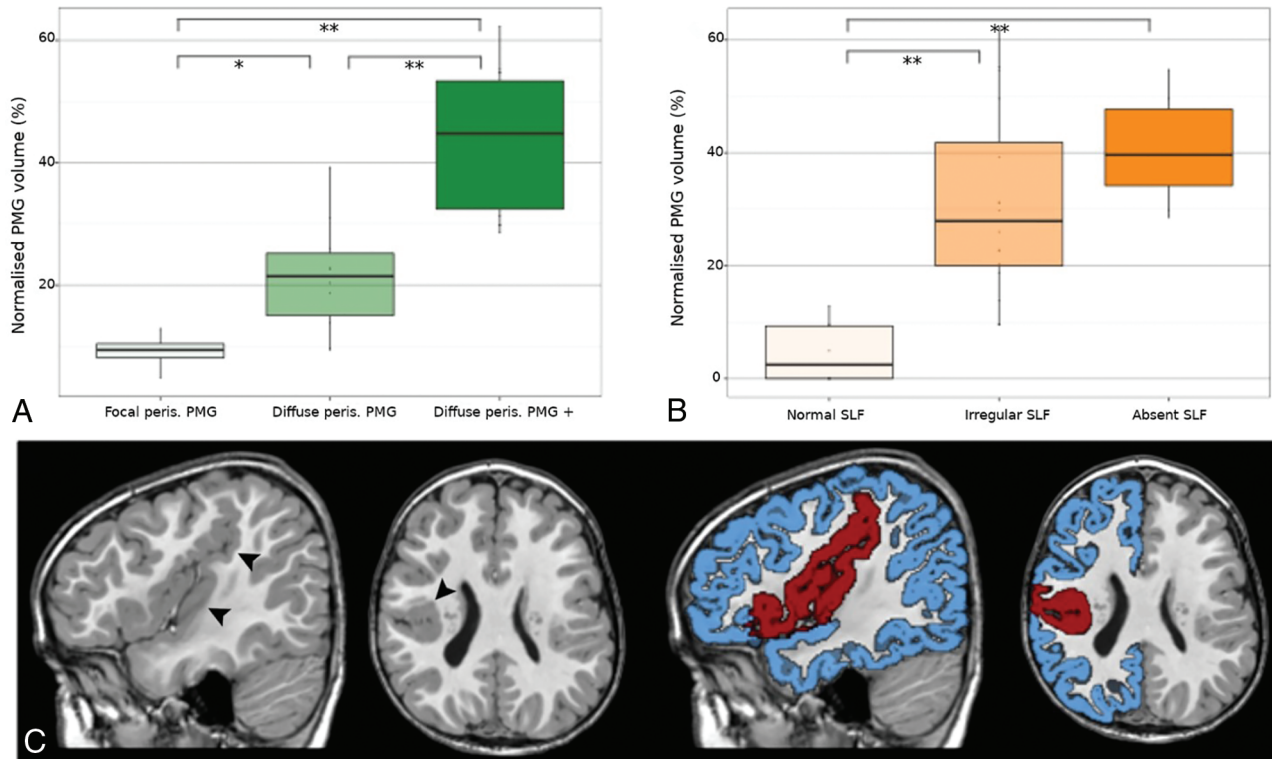 **
*
**
Normalised PMG volume (%)
60
40
20
Focal peris. PMG
Diffuse peris. PMG
Diffuse peris. PMG +
A
**
**
Normalised PMG volume (%)
60
40
20
0
Normal SLF
Irregular SLF
Absent SLF
B
C